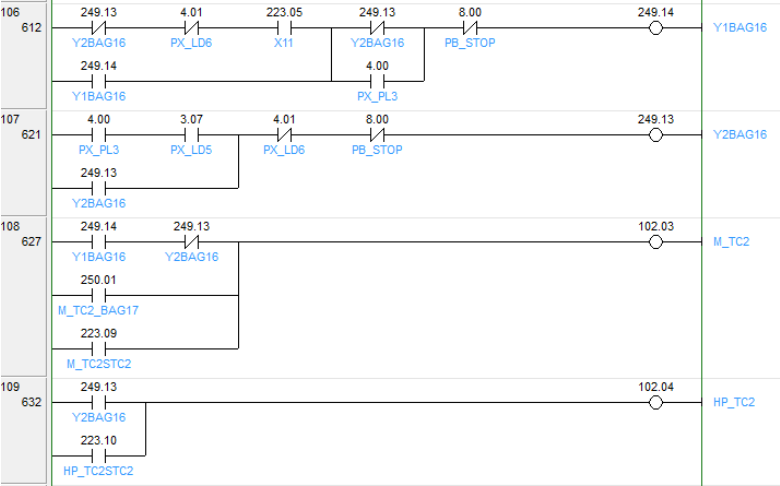 106
612
249.13 4.01 223.05 249.13 8.00 249.14
Y2BAG16 PX_LD6 X11 Y2BAG16 PB_STOP Y1BAG16
249.14 4.00
Y1BAG16 PX_PL3
107
621
4.00 3.07 4.01 8.00 249.13
PX_PL3 PX_LD5 PX_LD6 PB_STOP Y2BAG16
249.13
Y2BAG16
108
627
249.14 249.13 102.03
Y1BAG16 Y2BAG16 M_TC2
250.01
M_TC2_BAG17
223.09
M_TC2STC2
109
632
249.13 102.04
Y2BAG16 HP_TC2
223.10
HP_TC2STC2